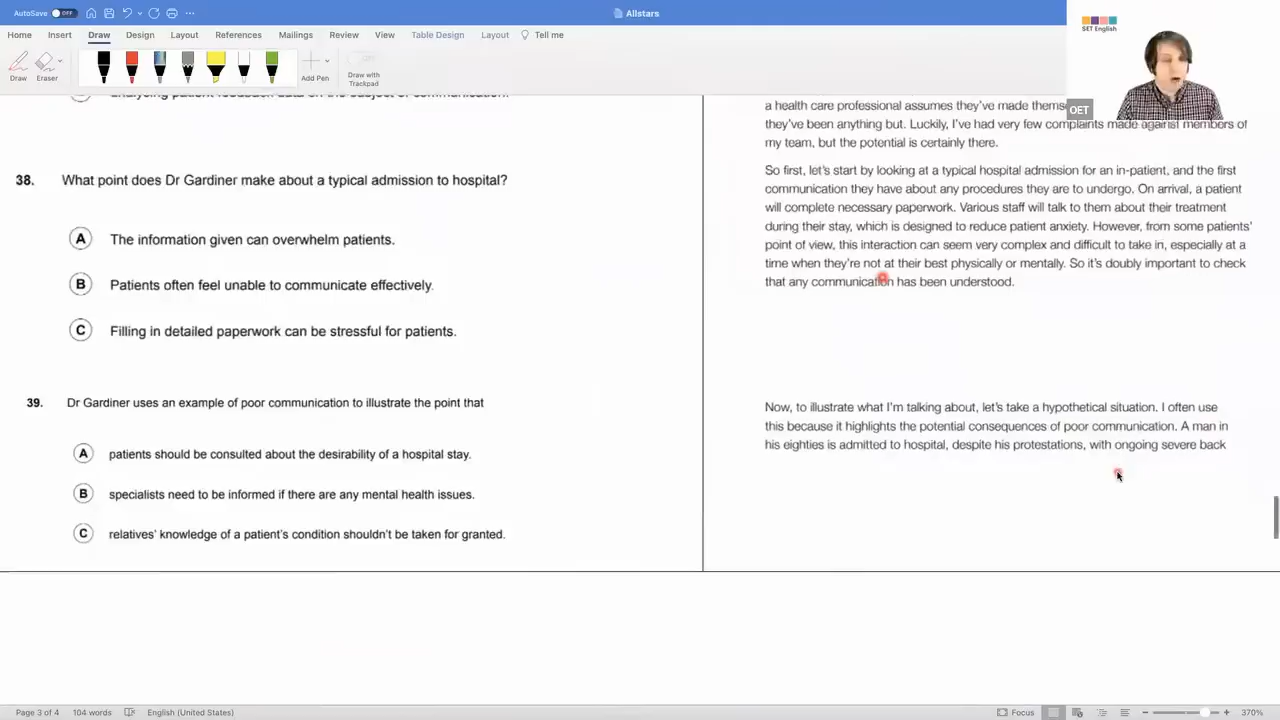 AutoSave OFF
Allstars
Home Insert Draw Design Layout References Mailings Review View Table Design Layout Tell me
Draw Eraser Add Pen Draw with Trackpad
SET English
OET
analysing patient feedback data on the subject of communication.
38. What point does Dr Gardiner make about a typical admission to hospital?
A The information given can overwhelm patients.
B Patients often feel unable to communicate effectively.
C Filling in detailed paperwork can be stressful for patients.
39. Dr Gardiner uses an example of poor communication to illustrate the point that
A patients should be consulted about the desirability of a hospital stay.
B specialists need to be informed if there are any mental health issues.
C relatives' knowledge of a patient's condition shouldn't be taken for granted.
a health care professional assumes they've made
they've been anything but. Luckily, I've had very few complaints made against members of
my team, but the potential is certainly there.
So first, let's start by looking at a typical hospital admission for an in-patient, and the first
communication they have about any procedures they are to undergo. On arrival, a patient
will complete necessary paperwork. Various staff will talk to them about their treatment
during their stay, which is designed to reduce patient anxiety. However, from some patients'
point of view, this interaction can seem very complex and difficult to take in, especially at a
time when they're not at their best physically or mentally. So it's doubly important to check
that any communication has been understood.
Now, to illustrate what I'm talking about, let's take a hypothetical situation. I often use
this because it highlights the potential consequences of poor communication. A man in
his eighties is admitted to hospital, despite his protestations, with ongoing severe back
Page 3 of 4 104 words English (United States) Focus 370%